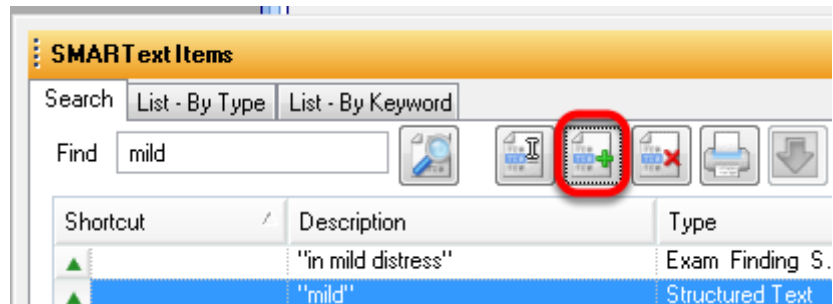 SMARText Items
Search List - By Type List - By Keyword
Find mild
Shortcut Description Type
"in mild distress" Exam Finding S..
"mild" Structured Text